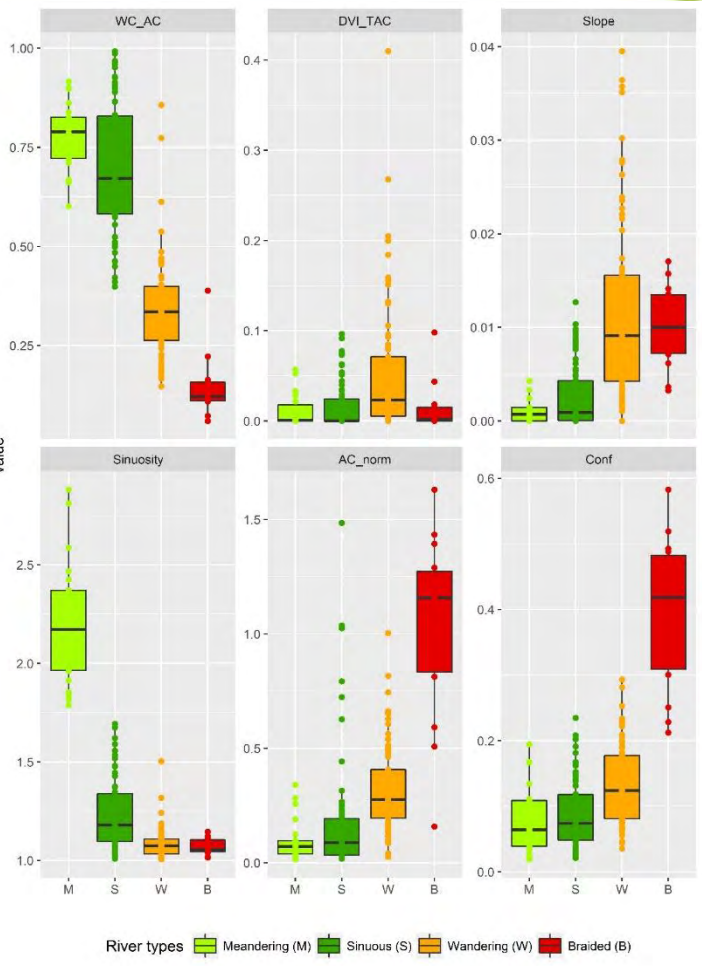 WC_AC DVI_TAC Slope
1.00 0.4 0.04
0.75 0.3 0.03
0.50 0.2 0.02
0.25 0.1 0.01
0.0 0.00
value
Sinuosity AC_norm Conf
2.5 1.5 0.6
2.0 1.0 0.4
1.5 0.5 0.2
1.0 0.0 0.0
M S W B M S W B M S W B
River types Meandering (M) Sinuous (S) Wandering (W) Braided (B)